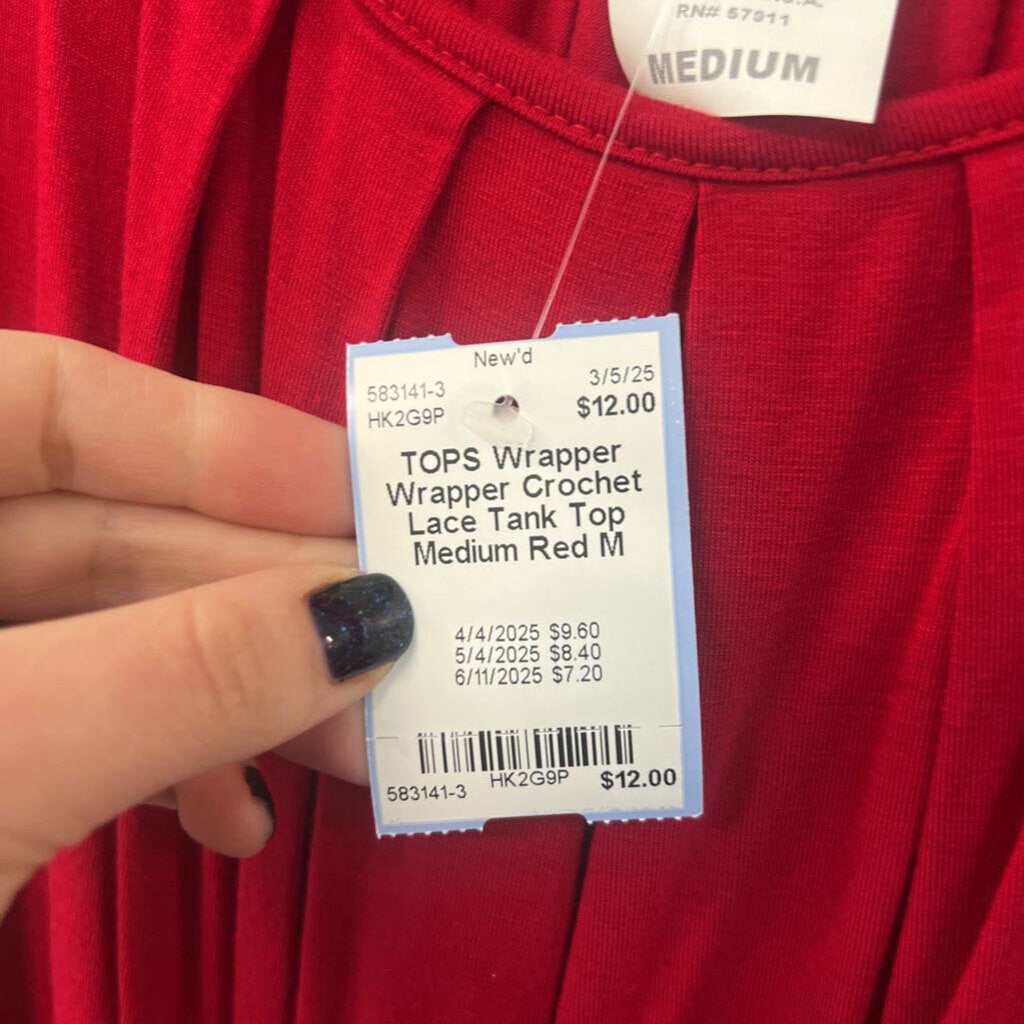 RN# 57911
MEDIUM
New'd
583141-3
3/5/25
HK2G9P
$12.00
TOPS Wrapper
Wrapper Crochet
Lace Tank Top
Medium Red M
4/4/2025 $9.60
5/4/2025 $8.40
6/11/2025 $7.20
583141-3 HK2G9P $12.00